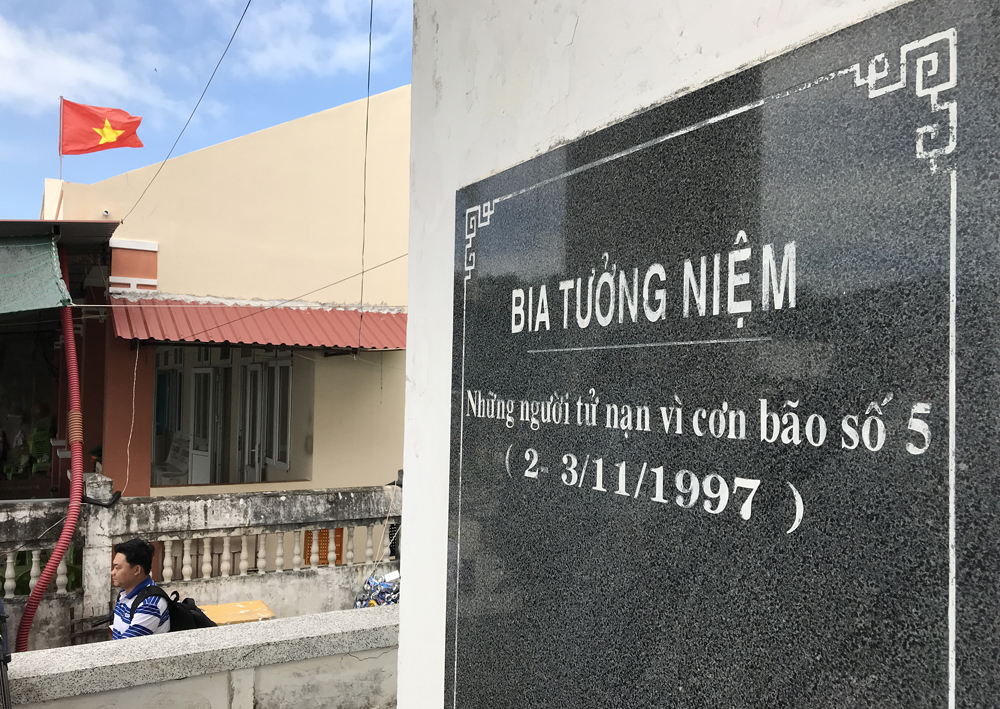 BIA TƯỞNG NIỆM
Những người tử nạn vì cơn bão số 5
( 2- 3/11/1997 )